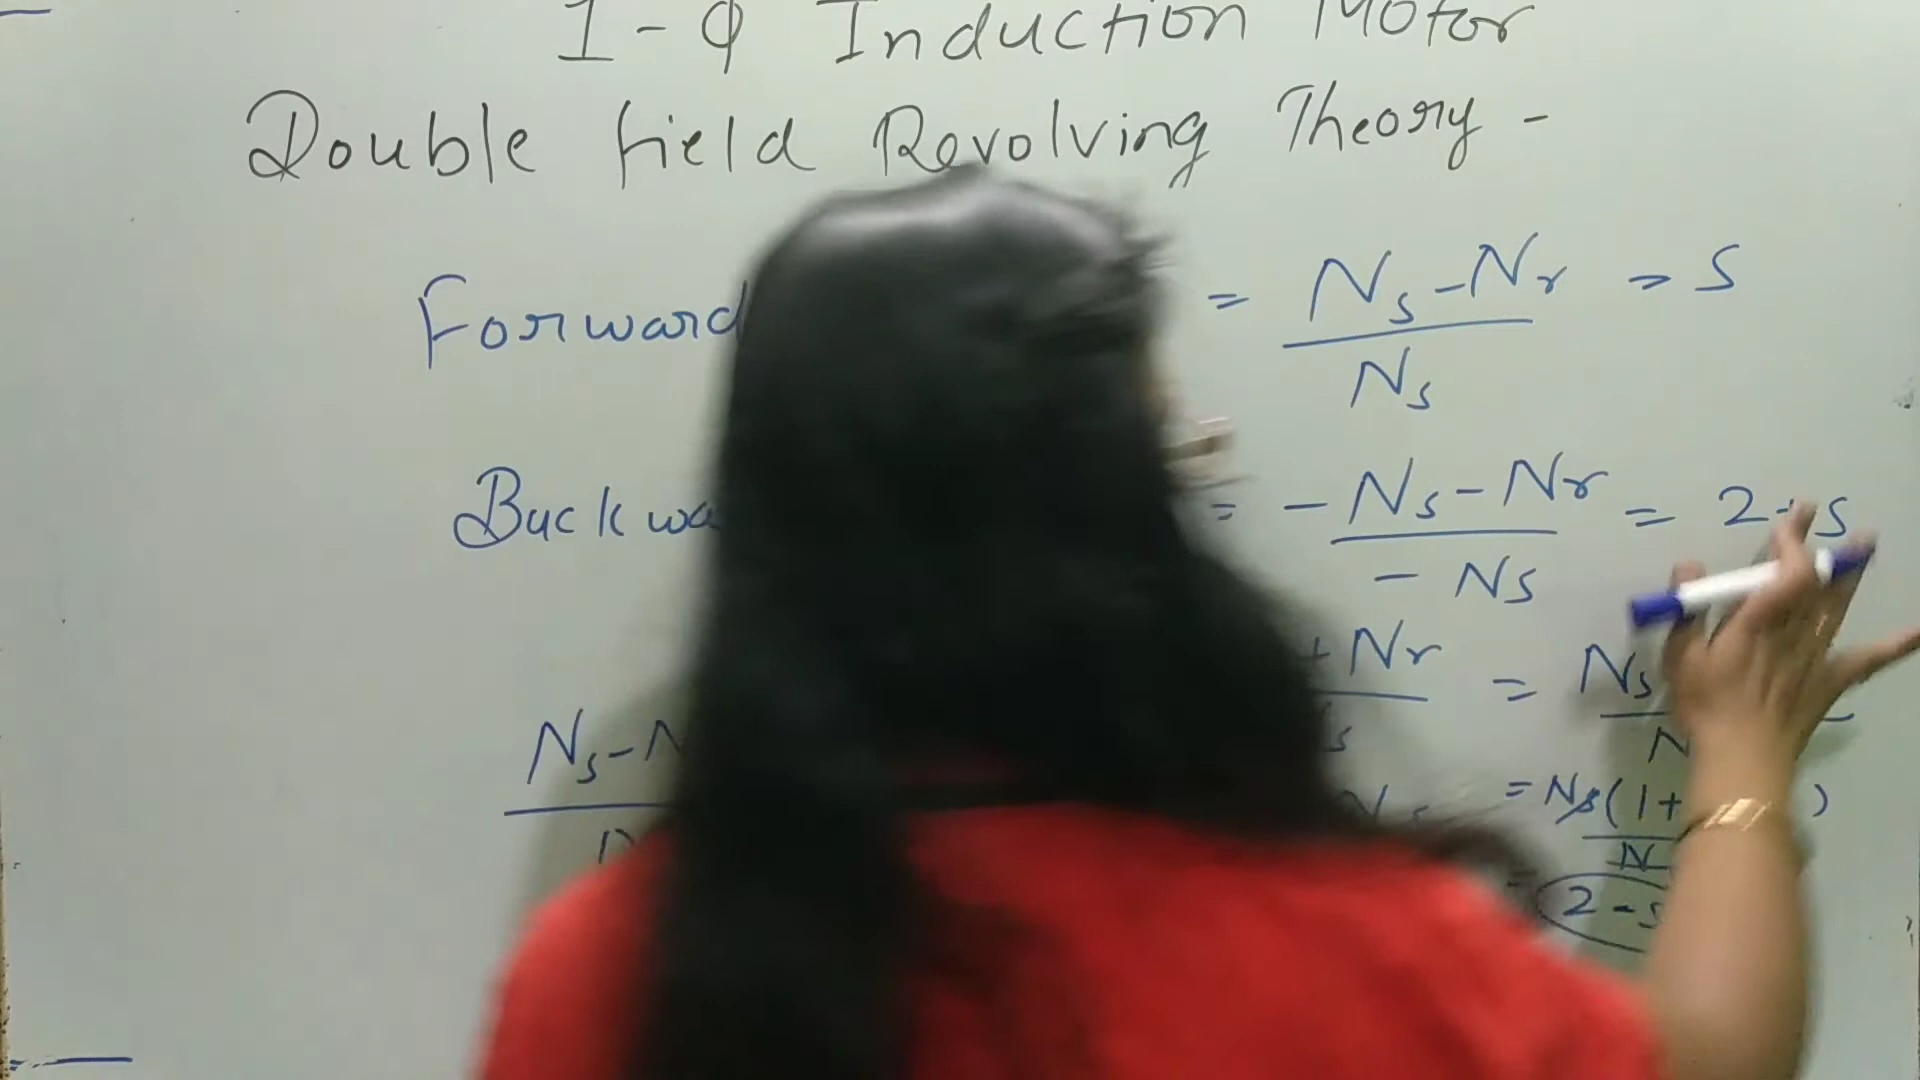 1-Φ Induction Motor
Double field Revolving Theory -
Forward = Ns-Nr = s
Ns
= -Ns-Nr = 2-s
- Ns
+Nr = Ns
Ns-N
= Ns(1+ )
N
2-s